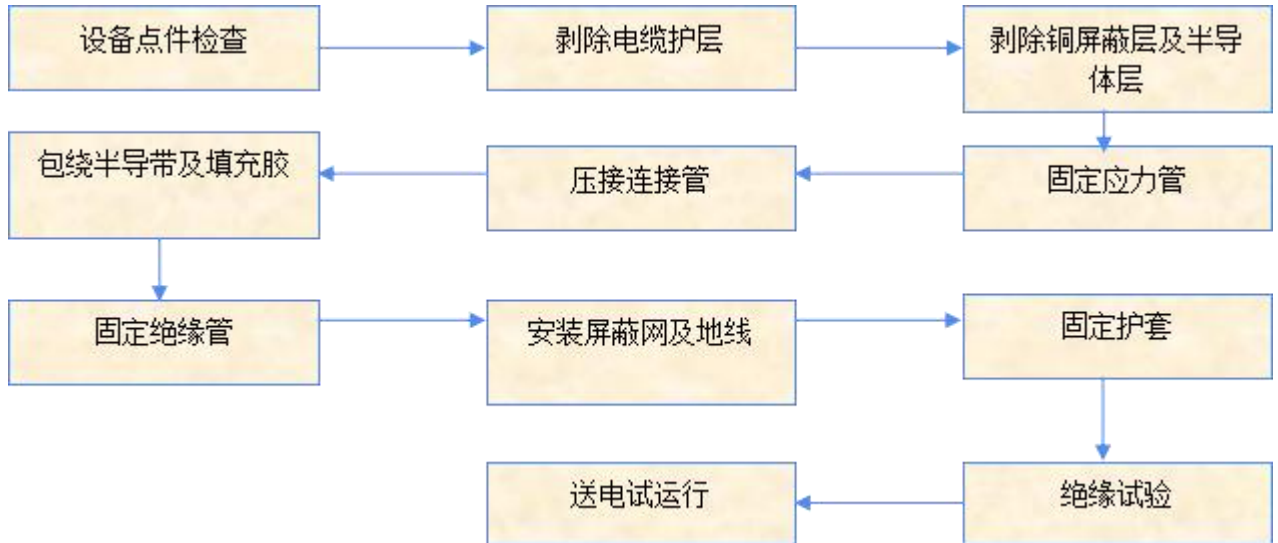 设备点件检查
剥除电缆护层
剥除铜屏蔽层及半导
体层
包绕半导带及填充胶
压接连接管
固定应力管
固定绝缘管
安装屏蔽网及地线
固定护套
送电试运行
绝缘试验